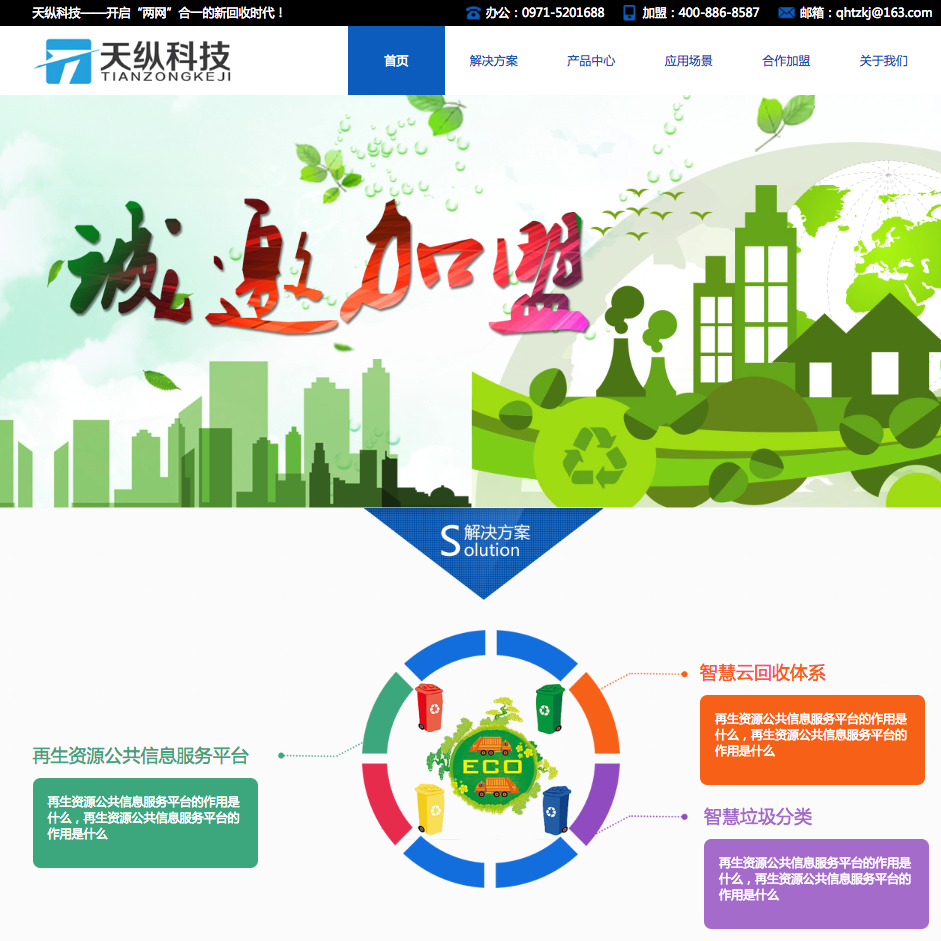 天纵科技——开启“两网”合一的新回收时代！
办公：0971-5201688
加盟：400-886-8587
邮箱：qhtzkj@163.com
天纵科技
TIANZONGKEJI
首页
解决方案
产品中心
应用场景
合作加盟
关于我们
诚邀加盟
解决方案
Solution
智慧云回收体系
再生资源公共信息服务平台的作用是
什么，再生资源公共信息服务平台的
作用是什么
再生资源公共信息服务平台
再生资源公共信息服务平台的作用是
什么，再生资源公共信息服务平台的
作用是什么
ECO
智慧垃圾分类
再生资源公共信息服务平台的作用是
什么，再生资源公共信息服务平台的
作用是什么